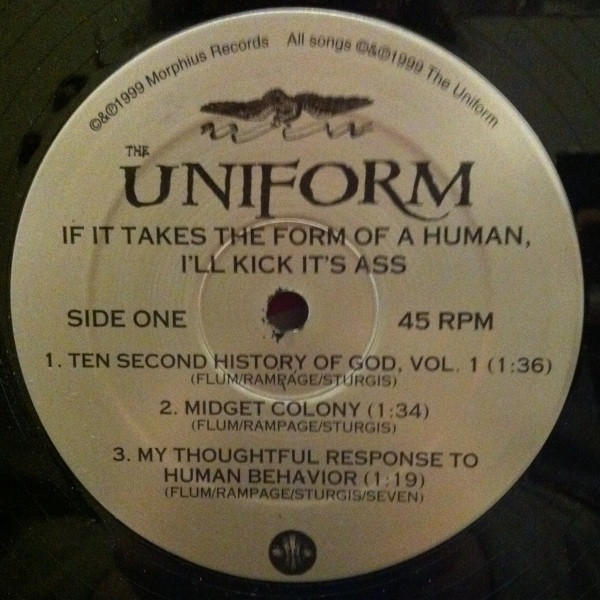 ©&℗1999 Morphius Records All songs ©&℗1999 The Uniform
THE
UNIFORM
IF IT TAKES THE FORM OF A HUMAN,
I'LL KICK IT'S ASS
SIDE ONE 45 RPM
1. TEN SECOND HISTORY OF GOD, VOL. 1 (1:36)
(FLUM/RAMPAGE/STURGIS)
2. MIDGET COLONY (1:34)
(FLUM/RAMPAGE/STURGIS)
3. MY THOUGHTFUL RESPONSE TO
HUMAN BEHAVIOR (1:19)
(FLUM/RAMPAGE/STURGIS/SEVEN)